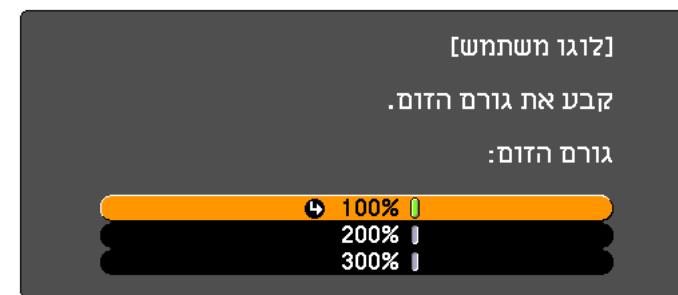 [לוגו משתמש]
קבע את גורם הזום.
גורם הזום:
100%
200%
300%